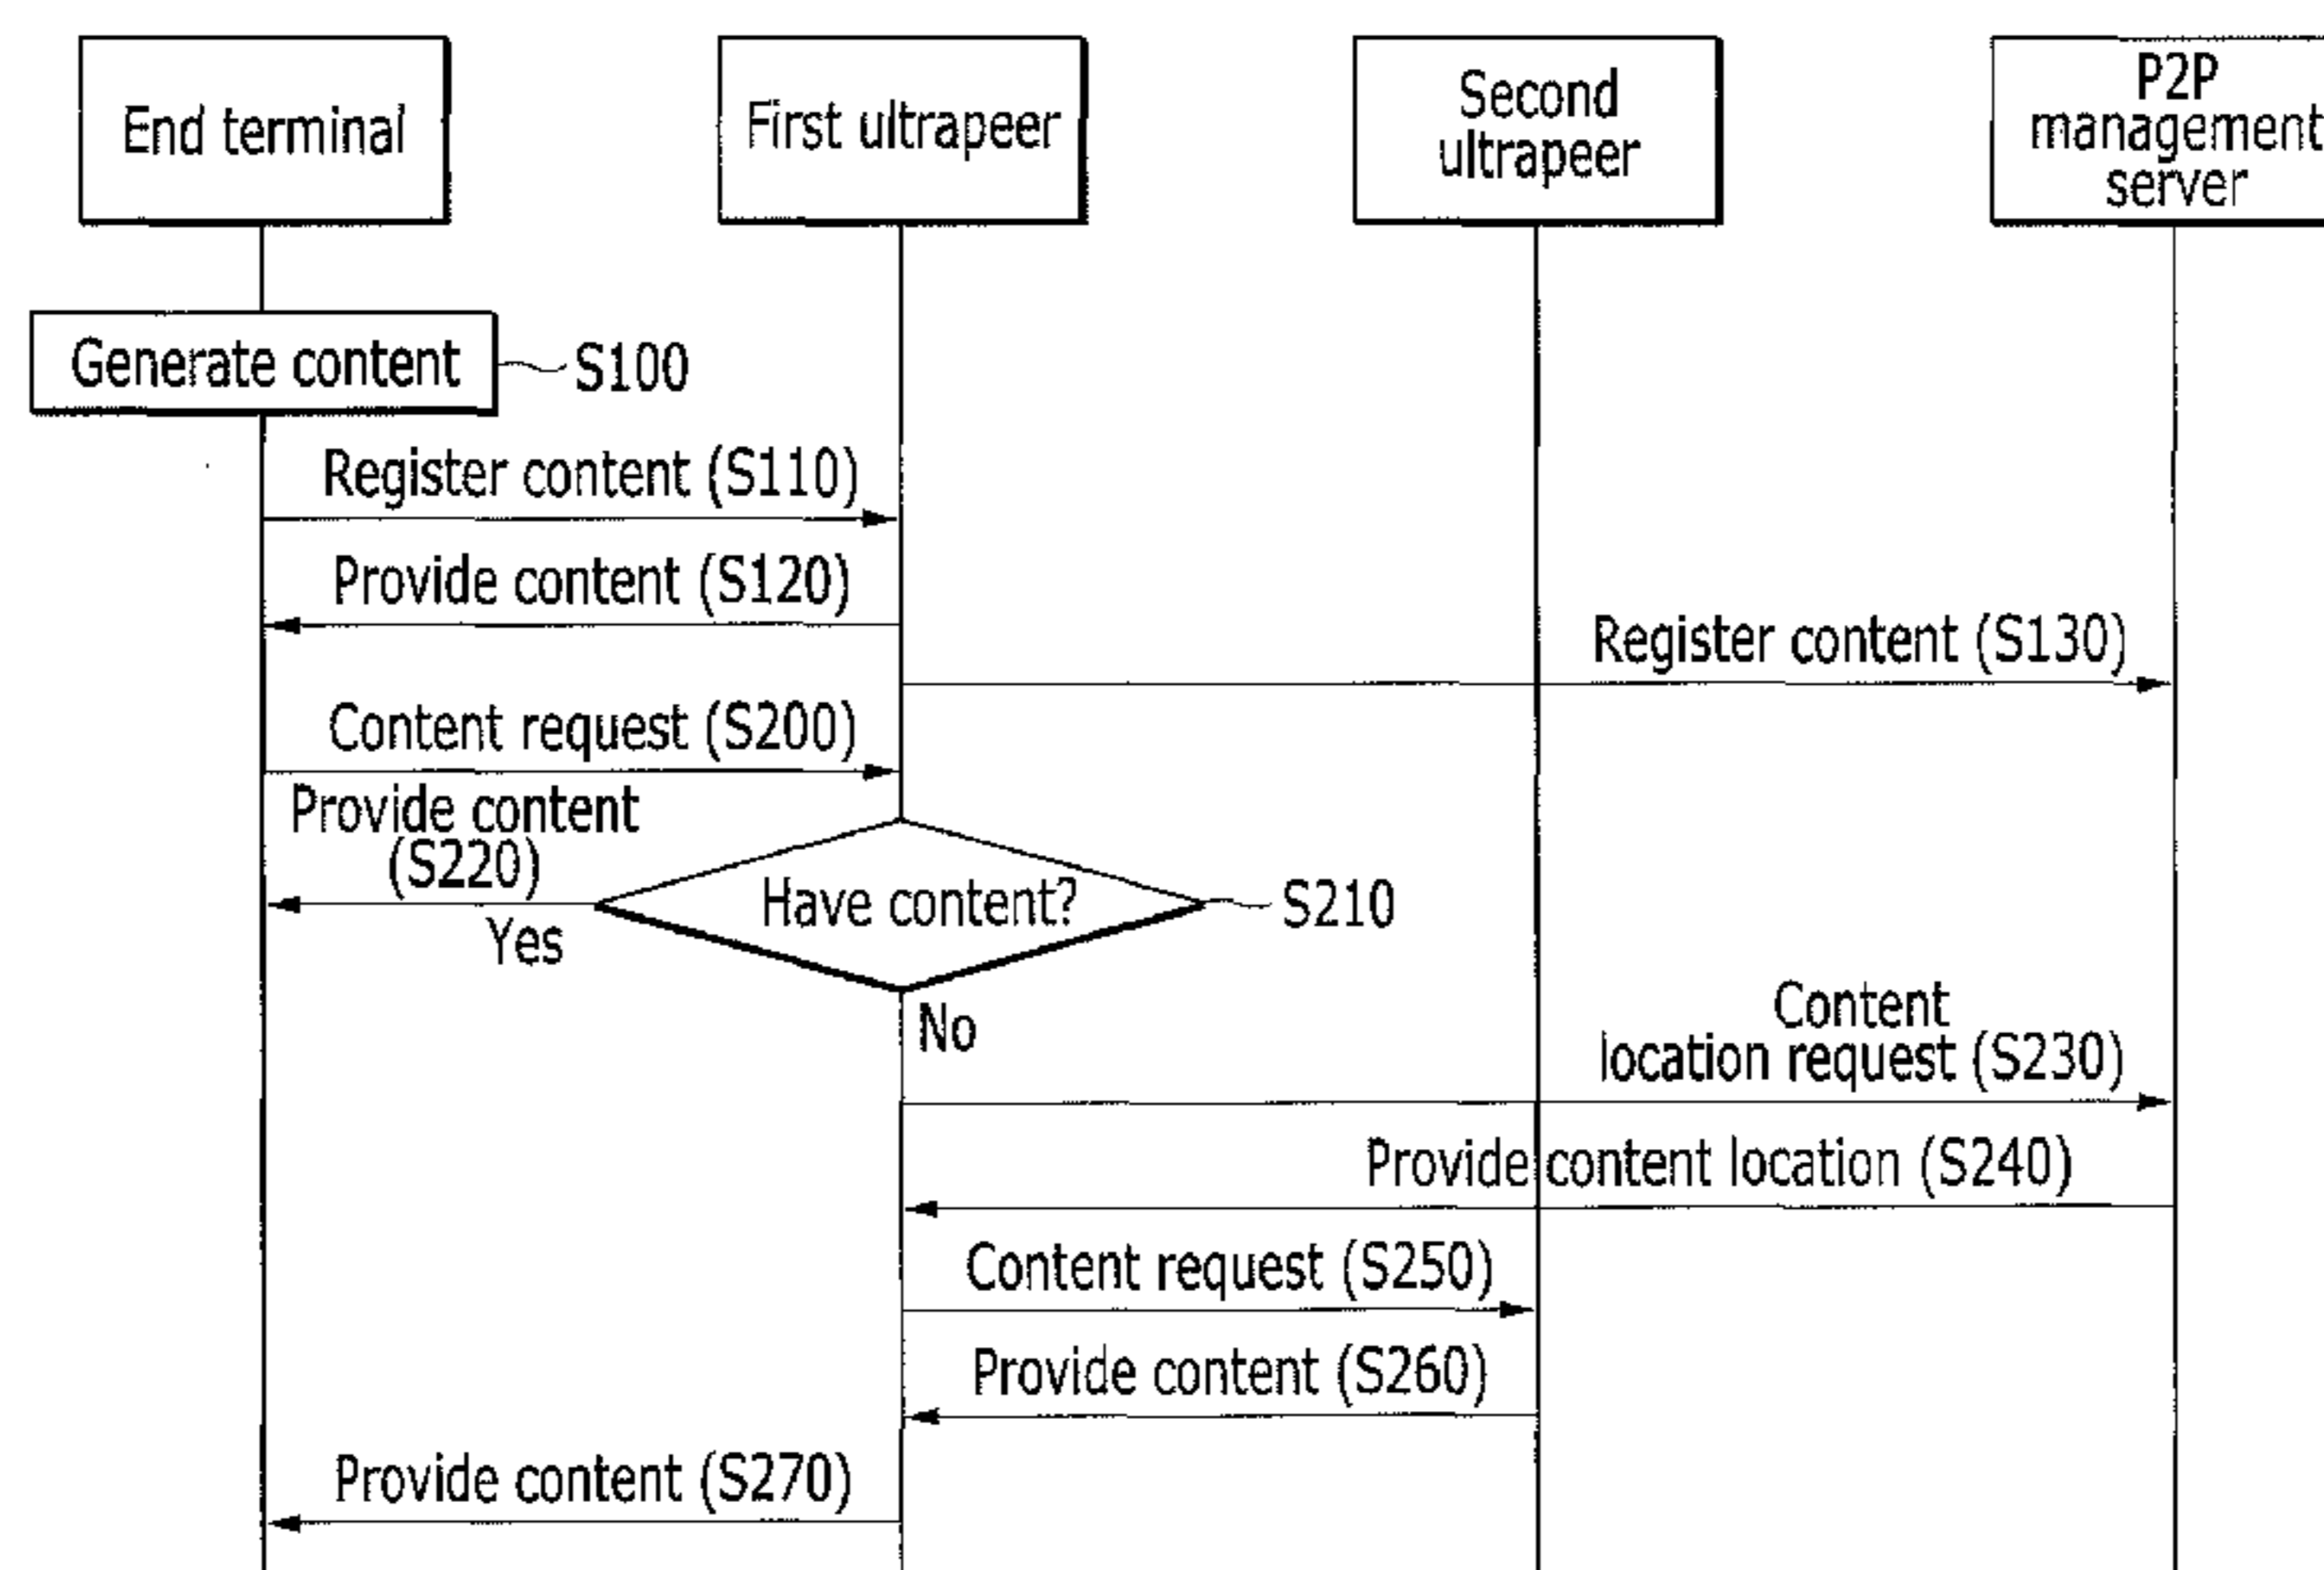 End terminal
First ultrapeer
Second
ultrapeer
P2P
management
server
Generate content
S100
Register content (S110)
Provide content (S120)
Register content (S130)
Content request (S200)
Provide content
(S220)
Have content?
S210
Yes
No
Content
location request (S230)
Provide content location (S240)
Content request (S250)
Provide content (S260)
Provide content (S270)